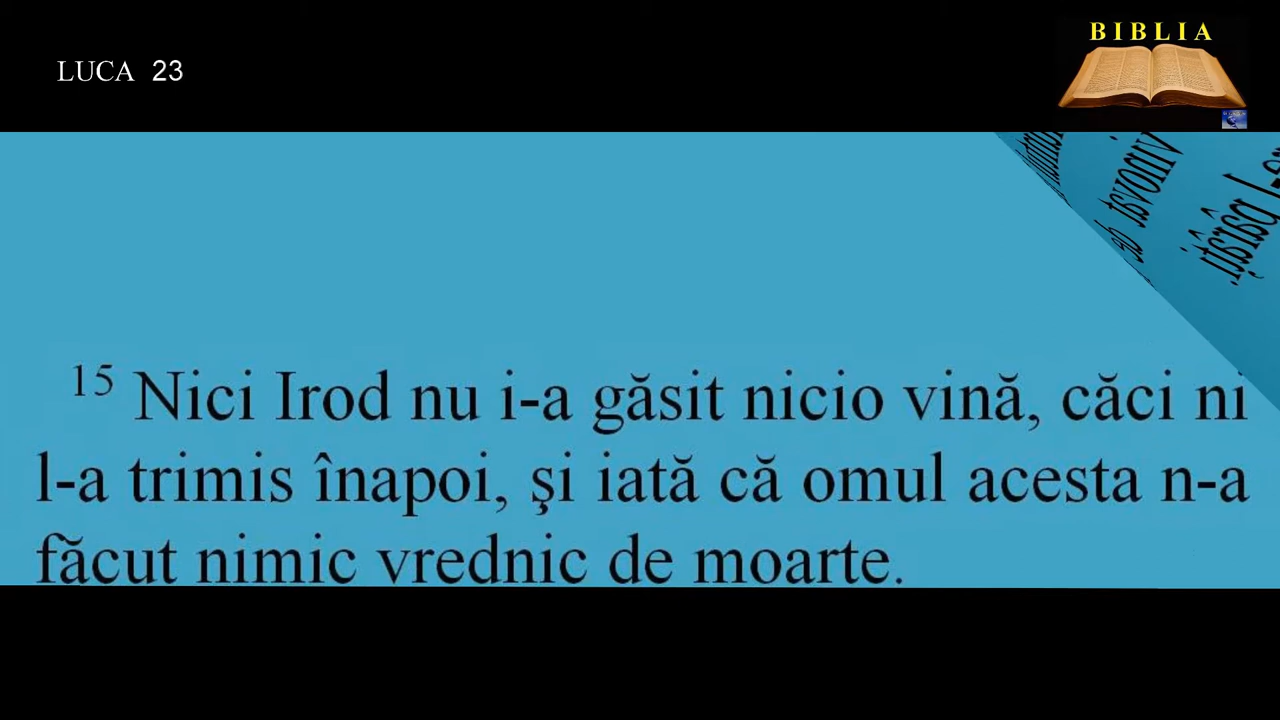 BIBLIA
LUCA 23
15 Nici Irod nu i-a găsit nicio vină, căci ni
l-a trimis înapoi, şi iată că omul acesta n-a
făcut nimic vrednic de moarte.